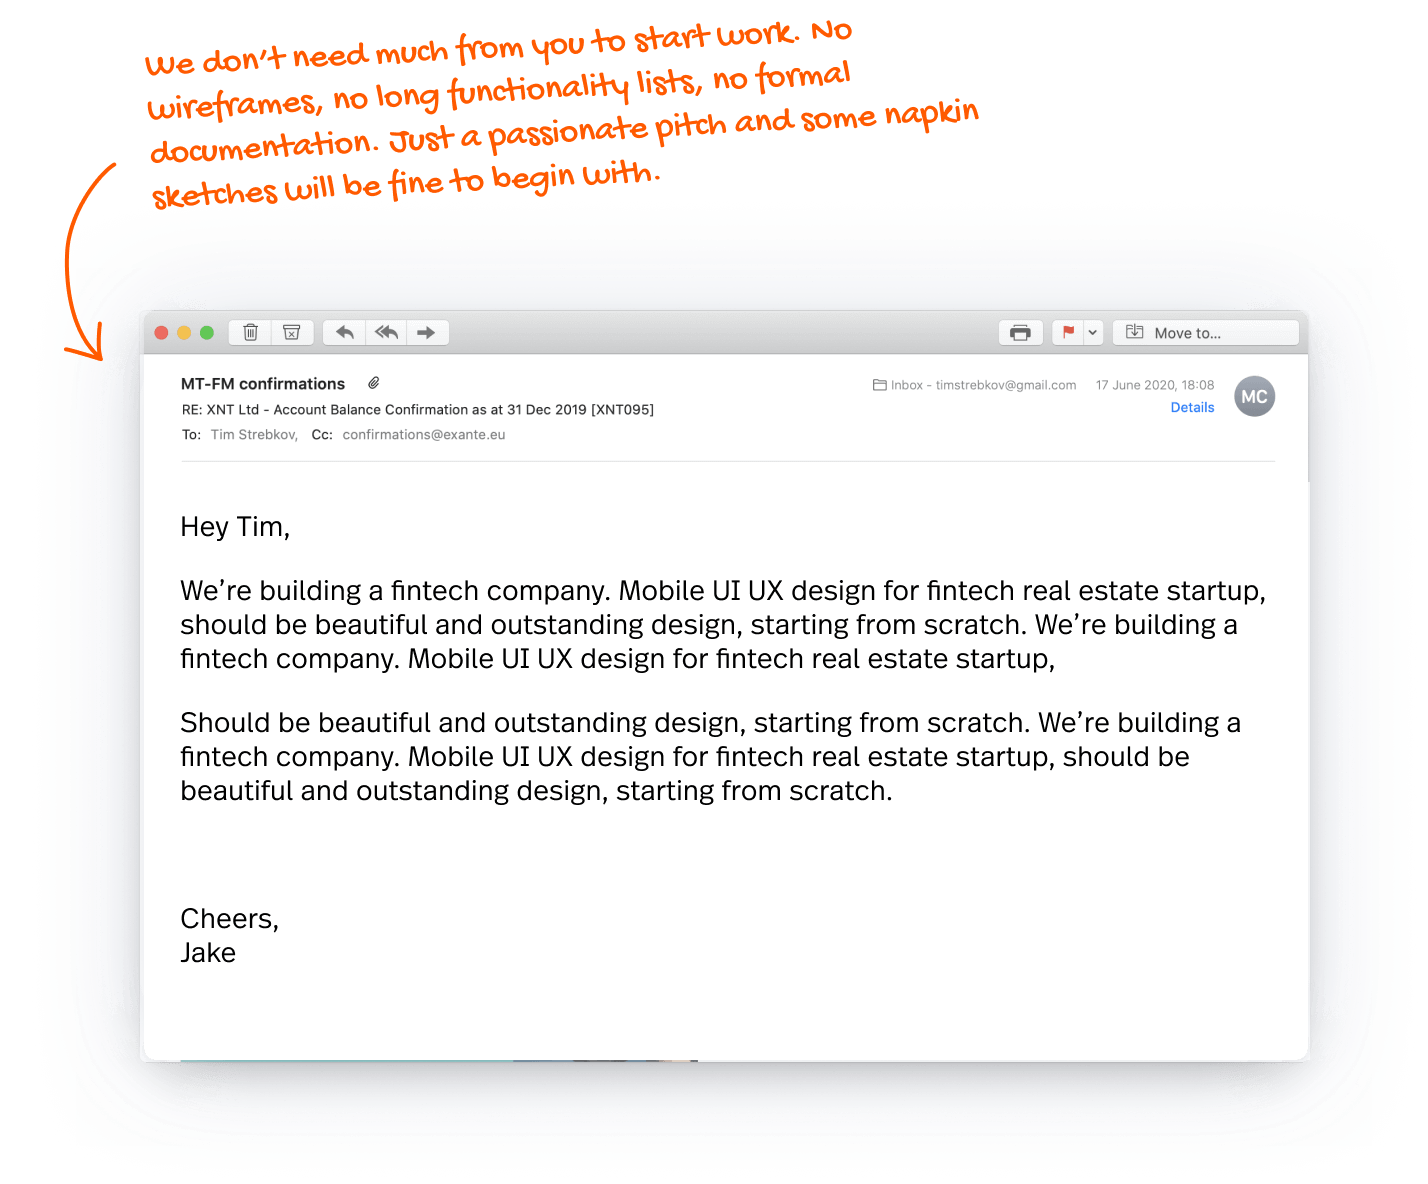 We don't need much from you to start work. No
wireframes, no long functionality lists, no formal
documentation. Just a passionate pitch and some napkin
sketches will be fine to begin with.
Move to...
MT-FM confirmations
Inbox - timstrebkov@gmail.com 17 June 2020, 18:08
MC
RE: XNT Ltd - Account Balance Confirmation as at 31 Dec 2019 [XNT095]
Details
To: Tim Strebkov, Cc: confirmations@exante.eu
Hey Tim,
We’re building a fintech company. Mobile UI UX design for fintech real estate startup,
should be beautiful and outstanding design, starting from scratch. We’re building a
fintech company. Mobile UI UX design for fintech real estate startup,
Should be beautiful and outstanding design, starting from scratch. We’re building a
fintech company. Mobile UI UX design for fintech real estate startup, should be
beautiful and outstanding design, starting from scratch.
Cheers,
Jake